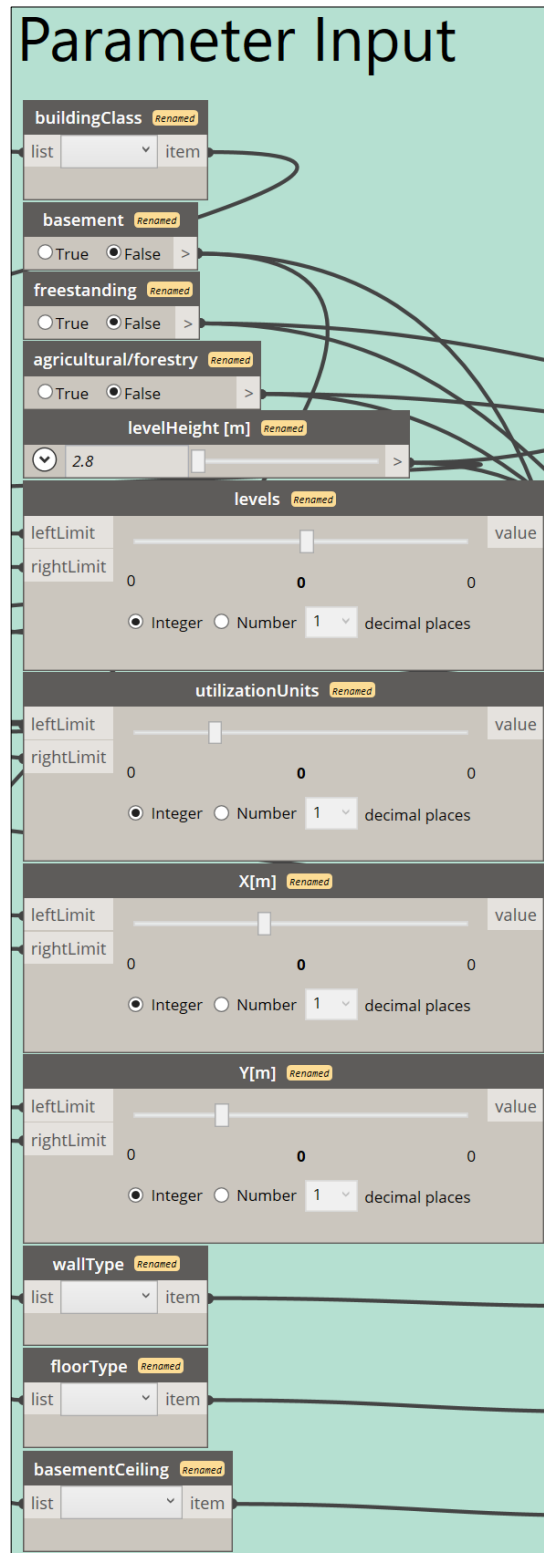 Parameter Input
buildingClass Renamed
list item
basement Renamed
True False >
freestanding Renamed
True False >
agricultural/forestry Renamed
True False >
levelHeight [m] Renamed
2.8 >
levels Renamed
leftLimit value
rightLimit
0 0 0
Integer Number 1 decimal places
utilizationUnits Renamed
leftLimit value
rightLimit
0 0 0
Integer Number 1 decimal places
X[m] Renamed
leftLimit value
rightLimit
0 0 0
Integer Number 1 decimal places
Y[m] Renamed
leftLimit value
rightLimit
0 0 0
Integer Number 1 decimal places
wallType Renamed
list item
floorType Renamed
list item
basementCeiling Renamed
list item